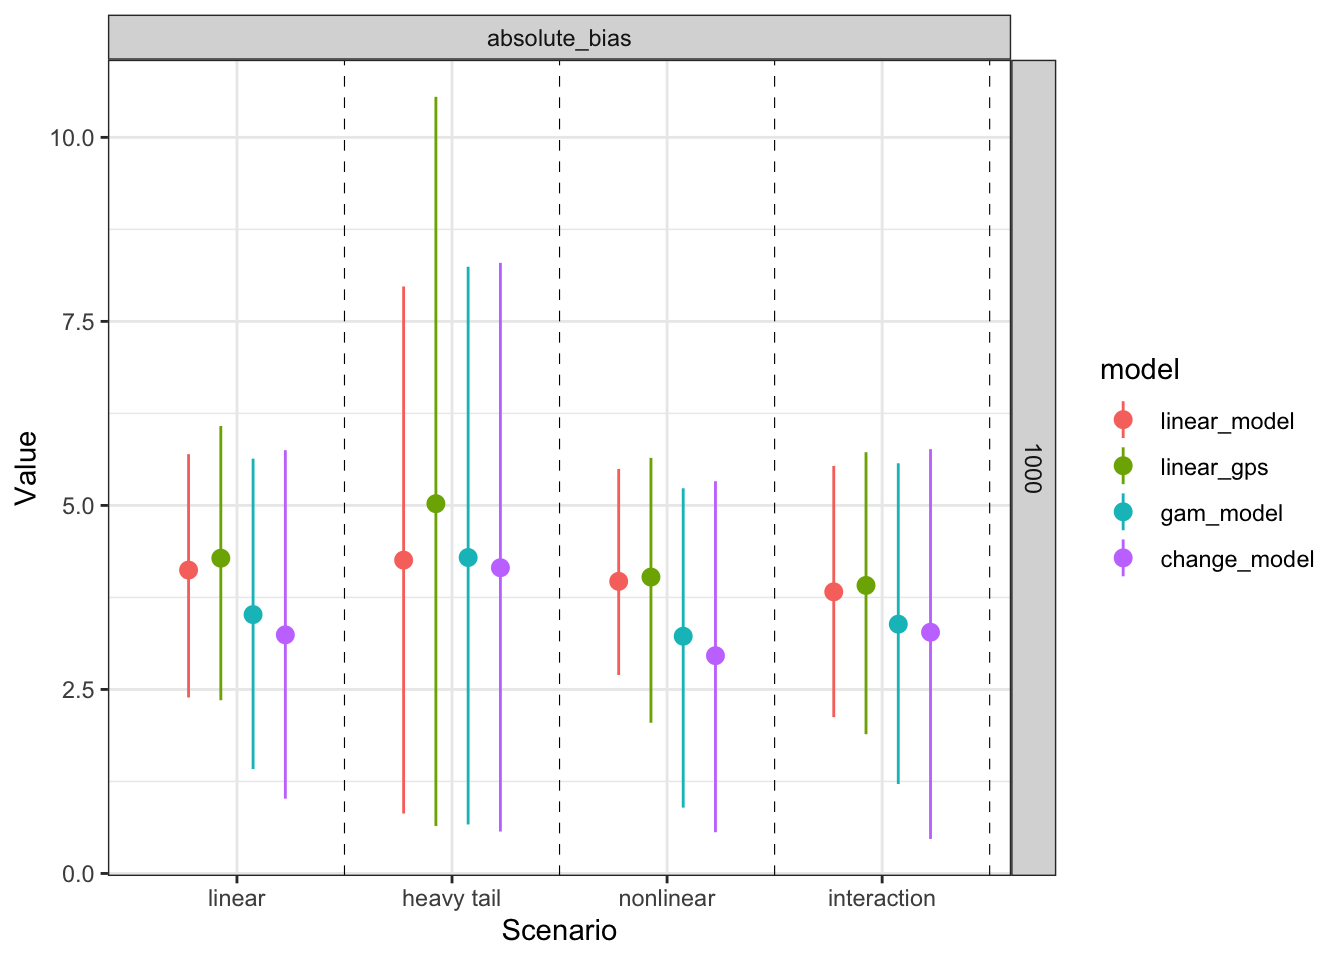 absolute_bias
10.0
7.5
5.0
2.5
0.0
Value
linear
heavy tail
nonlinear
interaction
Scenario
1000
model
linear_model
linear_gps
gam_model
change_model